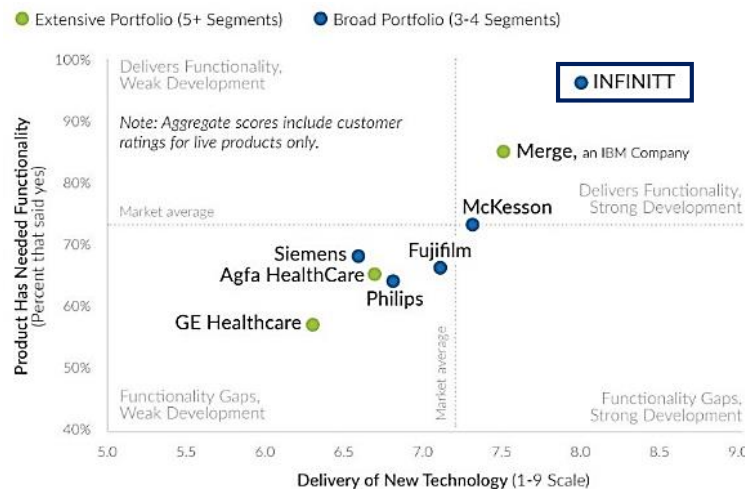 Extensive Portfolio (5+ Segments)
Broad Portfolio (3-4 Segments)
Product Has Needed Functionality
(Percent that said yes)
100%
90%
80%
70%
60%
50%
40%
Delivers Functionality,
Weak Development
Note: Aggregate scores include customer
ratings for live products only.
INFINITT
Merge, an IBM Company
Delivers Functionality,
Strong Development
McKesson
Market average
Siemens
Fujifilm
Agfa HealthCare
Philips
GE Healthcare
Market average
Functionality Gaps,
Weak Development
Functionality Gaps,
Strong Development
5.0
5.5
6.0
6.5
7.0
7.5
8.0
8.5
9.0
Delivery of New Technology (1-9 Scale)